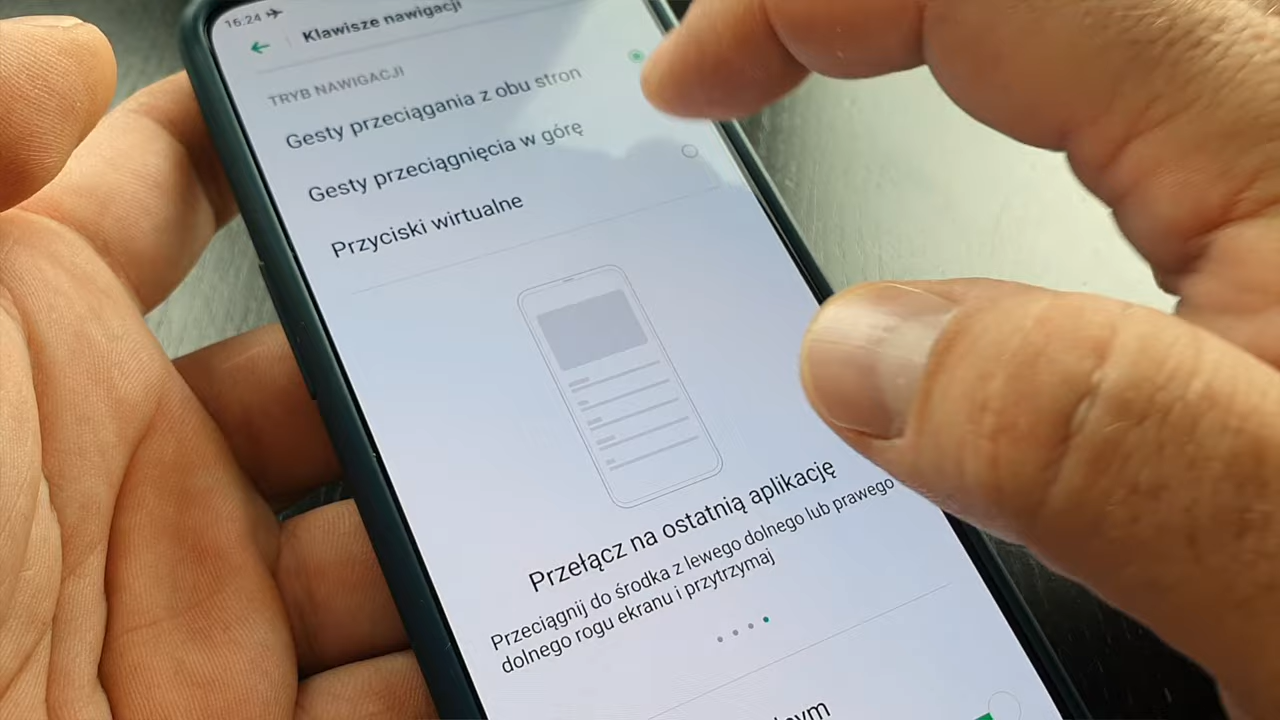 16:24
Klawisze nawigacji
TRYB NAWIGACJI
Gesty przeciągania z obu stron
Gesty przeciągnięcia w górę
Przyciski wirtualne
Przełącz na ostatnią aplikację
Przeciągnij do środka z lewego dolnego lub prawego
dolnego rogu ekranu i przytrzymaj